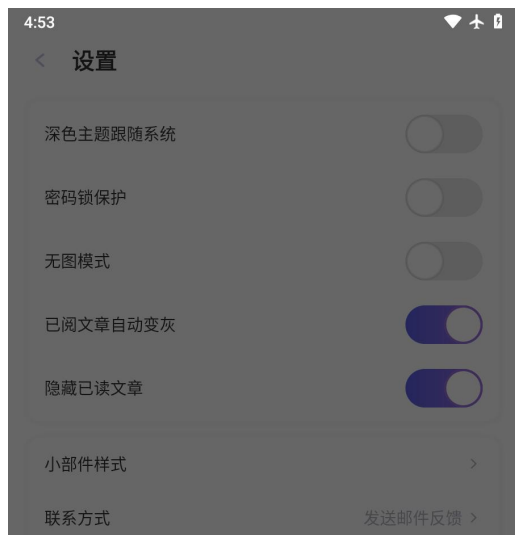 4:53
设置
深色主题跟随系统
密码锁保护
无图模式
已阅文章自动变灰
隐藏已读文章
小部件样式
联系方式 发送邮件反馈